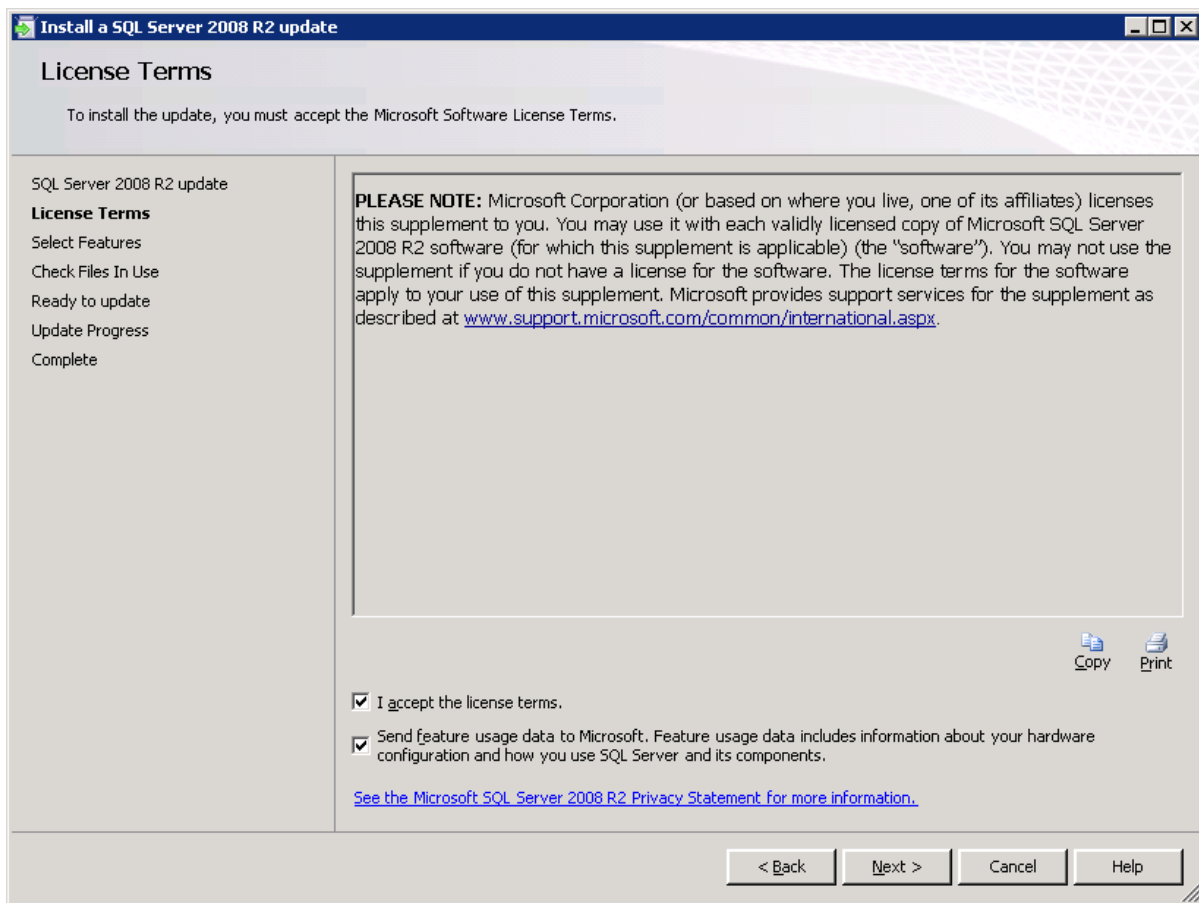 Install a SQL Server 2008 R2 update
License Terms
To install the update, you must accept the Microsoft Software License Terms.
SQL Server 2008 R2 update
License Terms
Select Features
Check Files In Use
Ready to update
Update Progress
Complete
PLEASE NOTE: Microsoft Corporation (or based on where you live, one of its affiliates) licenses
this supplement to you. You may use it with each validly licensed copy of Microsoft SQL Server
2008 R2 software (for which this supplement is applicable) (the "software"). You may not use the
supplement if you do not have a license for the software. The license terms for the software
apply to your use of this supplement. Microsoft provides support services for the supplement as
described at www.support.microsoft.com/common/international.aspx.
Copy Print
I accept the license terms.
Send feature usage data to Microsoft. Feature usage data includes information about your hardware
configuration and how you use SQL Server and its components.
See the Microsoft SQL Server 2008 R2 Privacy Statement for more information.
< Back Next > Cancel Help